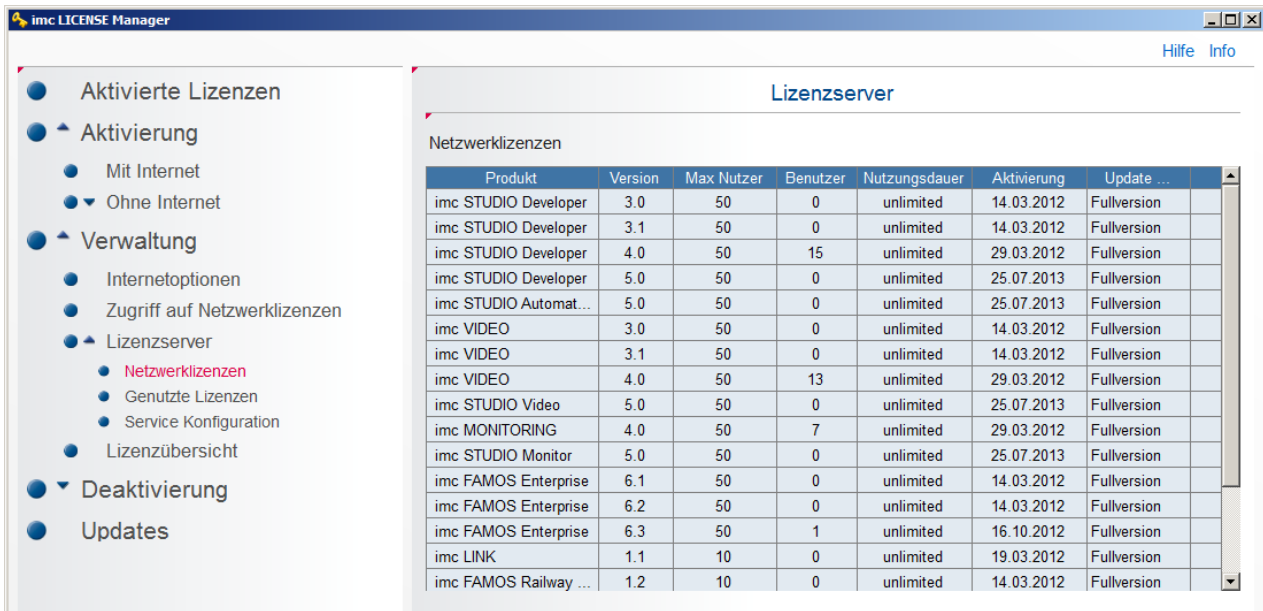 imc LICENSE Manager
Hilfe Info
Aktivierte Lizenzen
Aktivierung
Mit Internet
Ohne Internet
Verwaltung
Internetoptionen
Zugriff auf Netzwerklizenzen
Lizenzserver
Netzwerklizenzen
Genutzte Lizenzen
Service Konfiguration
Lizenzübersicht
Deaktivierung
Updates
Lizenzserver
Netzwerklizenzen
Produkt Version Max Nutzer Benutzer Nutzungsdauer Aktivierung Update ...
imc STUDIO Developer 3.0 50 0 unlimited 14.03.2012 Fullversion
imc STUDIO Developer 3.1 50 0 unlimited 14.03.2012 Fullversion
imc STUDIO Developer 4.0 50 15 unlimited 29.03.2012 Fullversion
imc STUDIO Developer 5.0 50 0 unlimited 25.07.2013 Fullversion
imc STUDIO Automat... 5.0 50 0 unlimited 25.07.2013 Fullversion
imc VIDEO 3.0 50 0 unlimited 14.03.2012 Fullversion
imc VIDEO 3.1 50 0 unlimited 14.03.2012 Fullversion
imc VIDEO 4.0 50 13 unlimited 29.03.2012 Fullversion
imc STUDIO Video 5.0 50 0 unlimited 25.07.2013 Fullversion
imc MONITORING 4.0 50 7 unlimited 29.03.2012 Fullversion
imc STUDIO Monitor 5.0 50 0 unlimited 25.07.2013 Fullversion
imc FAMOS Enterprise 6.1 50 0 unlimited 14.03.2012 Fullversion
imc FAMOS Enterprise 6.2 50 0 unlimited 14.03.2012 Fullversion
imc FAMOS Enterprise 6.3 50 1 unlimited 16.10.2012 Fullversion
imc LINK 1.1 10 0 unlimited 19.03.2012 Fullversion
imc FAMOS Railway ... 1.2 10 0 unlimited 14.03.2012 Fullversion